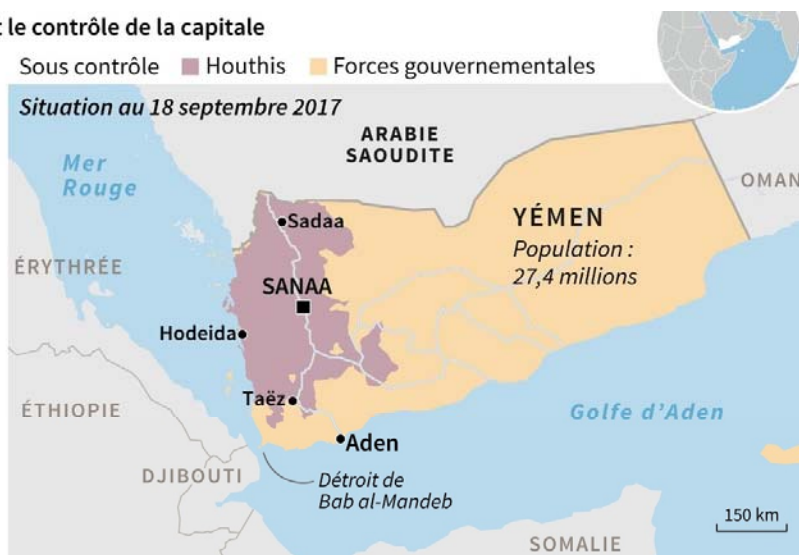 t le contrôle de la capitale
Sous contrôle Houthis Forces gouvernementales
Situation au 18 septembre 2017
ARABIE
SAOUDITE
Mer
Rouge
OMAN
Sadaa
YÉMEN
Population :
27,4 millions
ÉRYTHRÉE
SANAA
Hodeida
Taëz
ÉTHIOPIE
Golfe d'Aden
Aden
DJIBOUTI
Détroit de
Bab al-Mandeb
150 km
SOMALIE